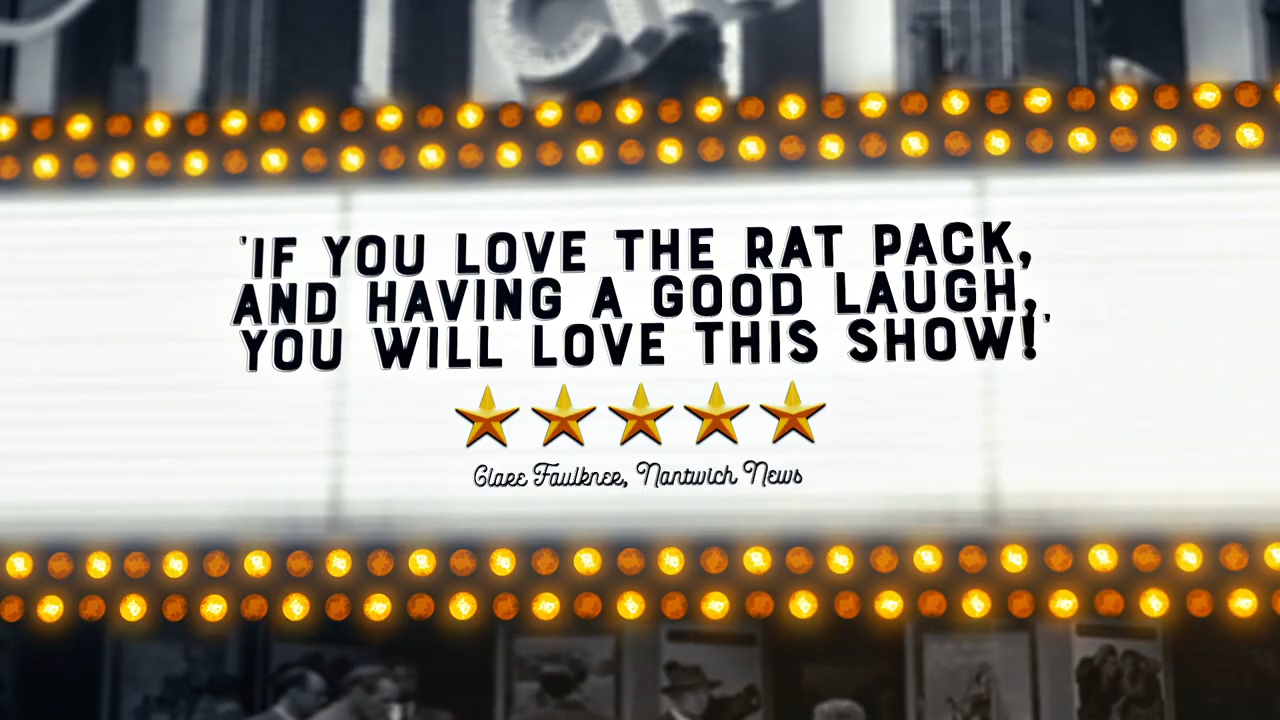 'IF YOU LOVE THE RAT PACK,
AND HAVING A GOOD LAUGH,
YOU WILL LOVE THIS SHOW!'
Clare Faulkner, Nantwich News